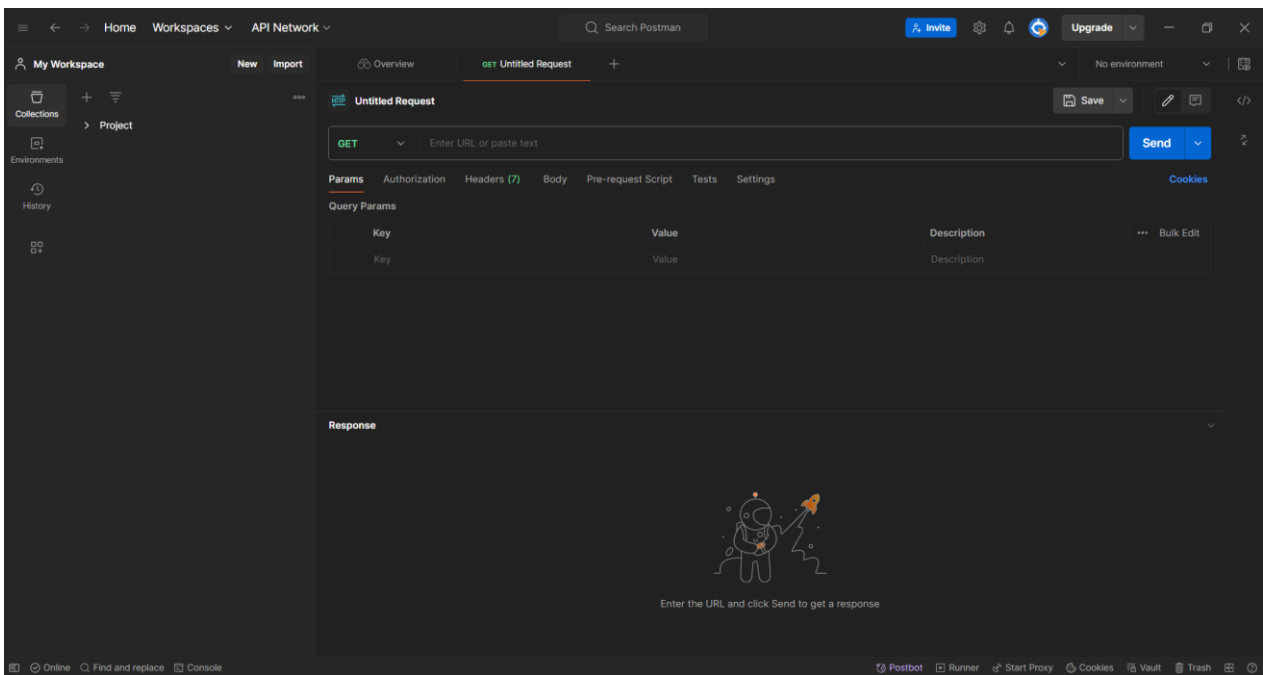 Home Workspaces API Network Search Postman Invite Upgrade
My Workspace New Import Overview GET Untitled Request No environment
Collections
Project
Environments
History
HTTP Untitled Request Save
GET Enter URL or paste text Send
Params Authorization Headers (7) Body Pre-request Script Tests Settings Cookies
Query Params
Key Value Description Bulk Edit
Key Value Description
Response
Enter the URL and click Send to get a response
Online Find and replace Console Postbot Runner Start Proxy Cookies Vault Trash